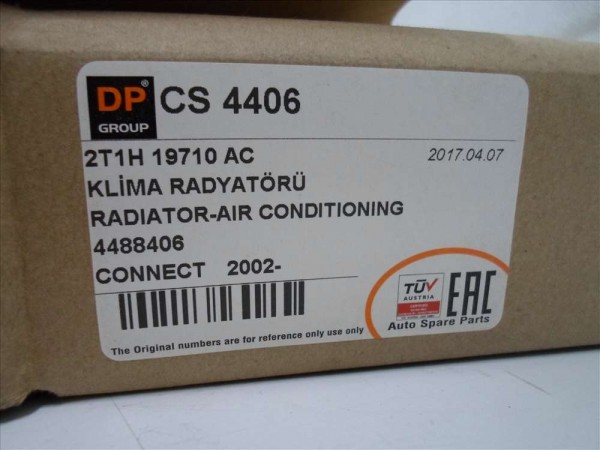 DP® CS 4406
GROUP
2T1H 19710 AC 2017.04.07
KLİMA RADYATÖRÜ
RADIATOR-AIR CONDITIONING
4488406
CONNECT 2002-
TÜV
AUSTRIA
EAC
Auto Spare Parts
The Original numbers are for reference only use only